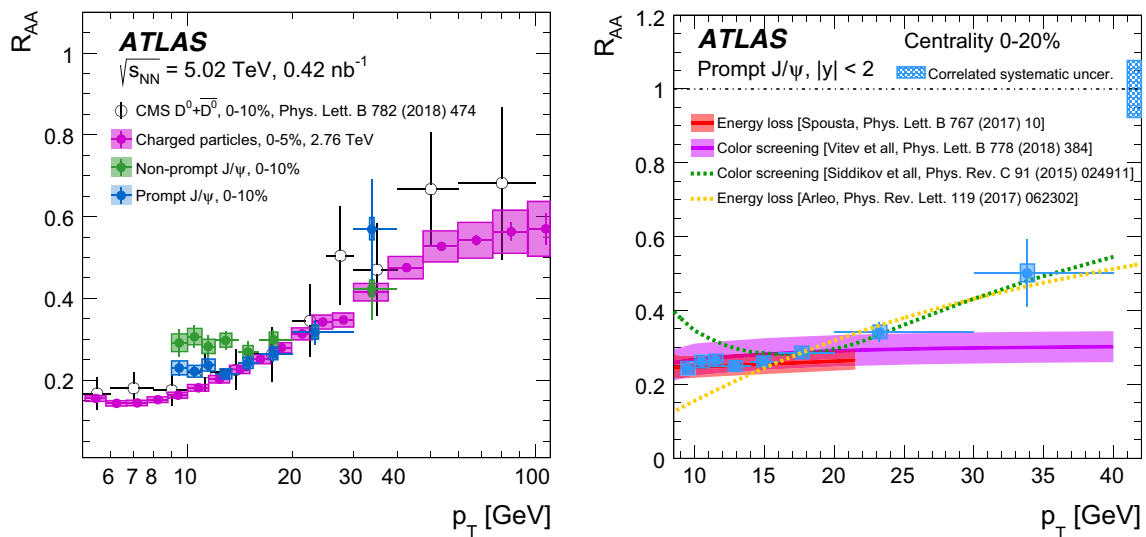 R_AA
ATLAS
√s_NN = 5.02 TeV, 0.42 nb⁻¹
CMS D⁰+D̅⁰, 0-10%, Phys. Lett. B 782 (2018) 474
Charged particles, 0-5%, 2.76 TeV
Non-prompt J/ψ, 0-10%
Prompt J/ψ, 0-10%
1
0.8
0.6
0.4
0.2
6 7 8 10 20 30 40 100
p_T [GeV]
R_AA
ATLAS Centrality 0-20%
Prompt J/ψ, |y| < 2
Correlated systematic uncer.
Energy loss [Spousta, Phys. Lett. B 767 (2017) 10]
Color screening [Vitev et all, Phys. Lett. B 778 (2018) 384]
Color screening [Siddikov et all, Phys. Rev. C 91 (2015) 024911]
Energy loss [Arleo, Phys. Rev. Lett. 119 (2017) 062302]
1.2
1
0.8
0.6
0.4
0.2
0
10 15 20 25 30 35 40
p_T [GeV]